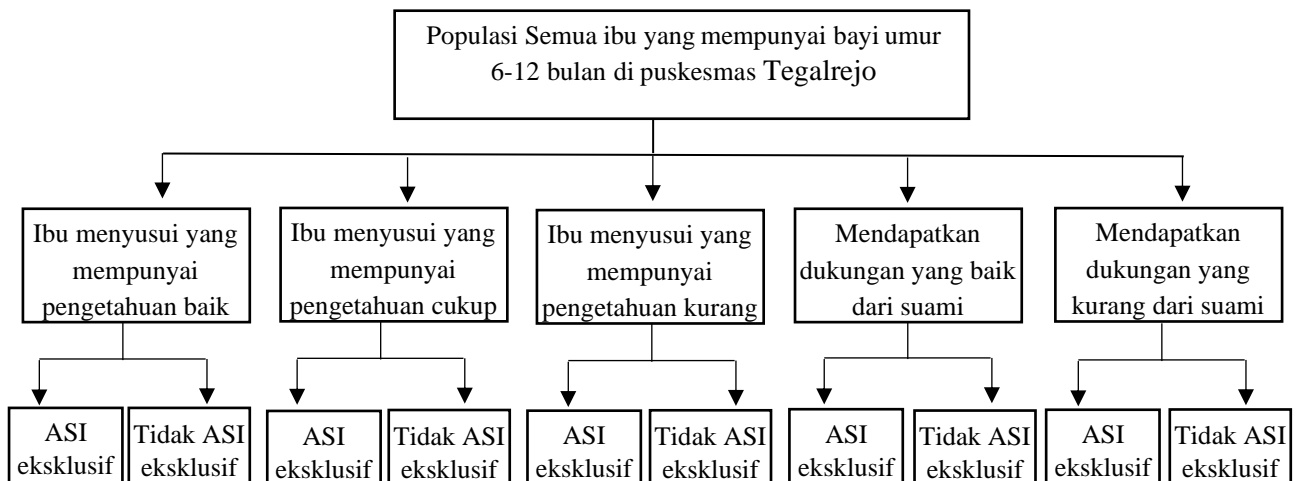 Populasi Semua ibu yang mempunyai bayi umur
6-12 bulan di puskesmas Tegalrejo
Ibu menyusui yang
mempunyai
pengetahuan baik
Ibu menyusui yang
mempunyai
pengetahuan cukup
Ibu menyusui yang
mempunyai
pengetahuan kurang
Mendapatkan
dukungan yang baik
dari suami
Mendapatkan
dukungan yang
kurang dari suami
ASI
eksklusif
Tidak ASI
eksklusif
ASI
eksklusif
Tidak ASI
eksklusif
ASI
eksklusif
Tidak ASI
eksklusif
ASI
eksklusif
Tidak ASI
eksklusif
ASI
eksklusif
Tidak ASI
eksklusif